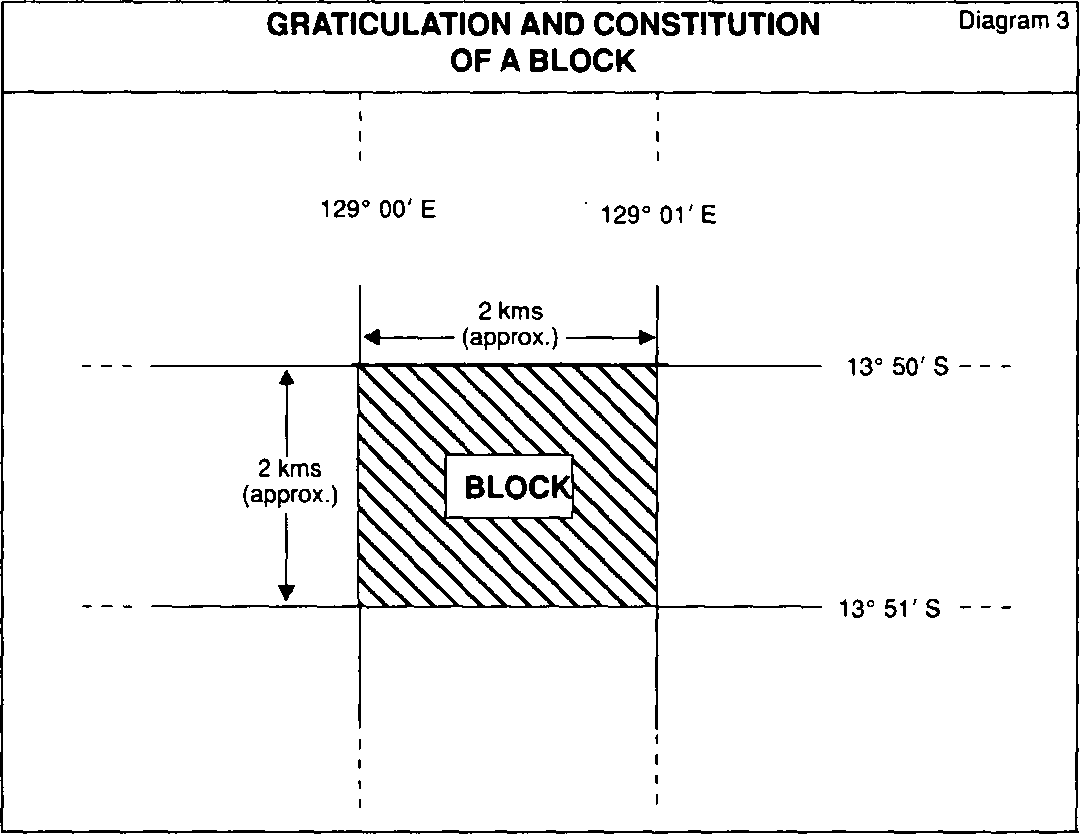 GRATICULATION AND CONSTITUTION
OF A BLOCK
Diagram 3
129° 00′ E
129° 01′ E
2 kms
(approx.)
13° 50′ S
2 kms
(approx.)
BLOCK
13° 51′ S